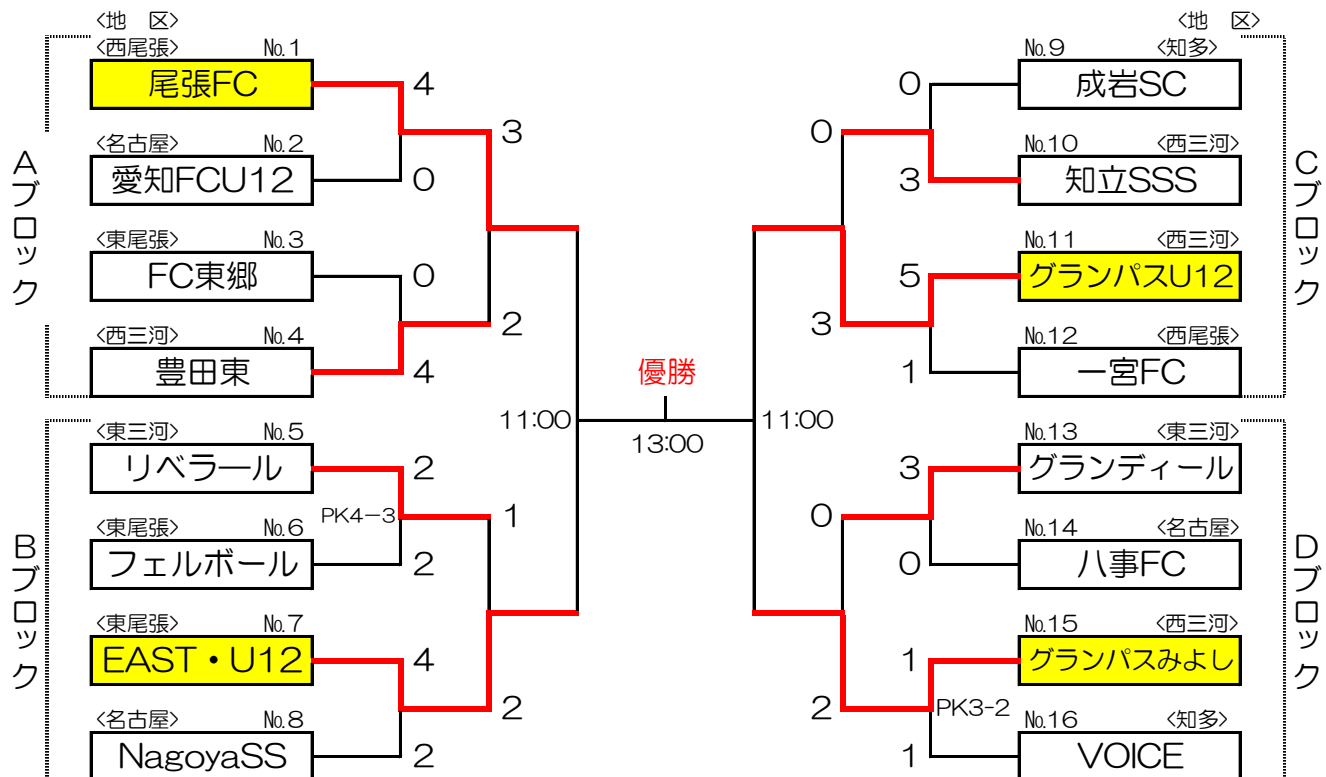 <地　区>
Aブロック
<西尾張> No.1
尾張FC
4
<名古屋> No.2
愛知FCU12
0
3
<東尾張> No.3
FC東郷
0
<西三河> No.4
豊田東
4
2
Bブロック
<東三河> No.5
リベラール
2
PK4−3
<東尾張> No.6
フェルボール
2
1
<東尾張> No.7
EAST・U12
4
<名古屋> No.8
NagoyaSS
2
2
11:00
優勝
13:00
11:00
<地　区>
Cブロック
No.9 <知多>
成岩SC
0
No.10 <西三河>
知立SSS
3
0
No.11 <西三河>
グランパスU12
5
No.12 <西尾張>
一宮FC
1
3
Dブロック
No.13 <東三河>
グランディール
3
No.14 <名古屋>
八事FC
0
0
No.15 <西三河>
グランパスみよし
1
PK3-2
No.16 <知多>
VOICE
1
2